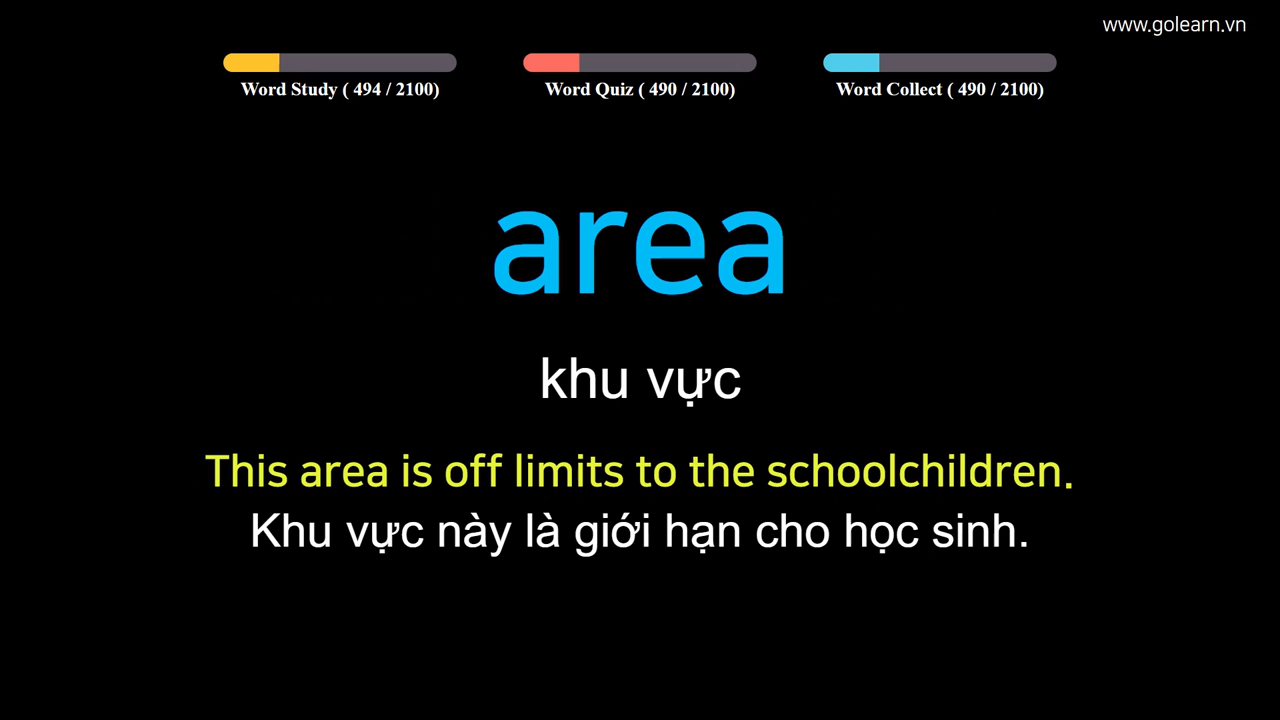 www.golearn.vn
Word Study ( 494 / 2100)
Word Quiz ( 490 / 2100)
Word Collect ( 490 / 2100)
area
khu vực
This area is off limits to the schoolchildren.
Khu vực này là giới hạn cho học sinh.